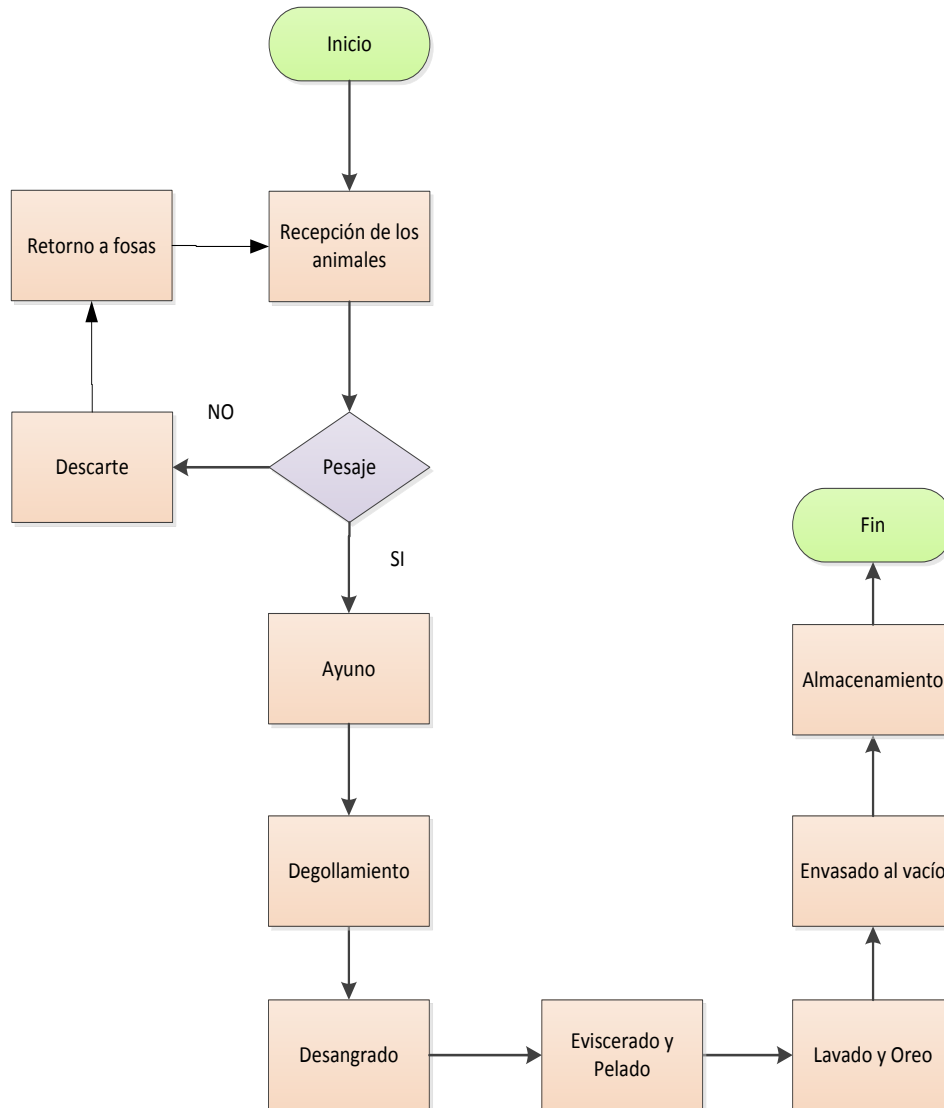 Inicio
Retorno a fosas
Recepción de los
animales
NO
Descarte
Pesaje
SI
Fin
Ayuno
Almacenamiento
Degollamiento
Envasado al vacío
Desangrado
Eviscerado y
Pelado
Lavado y Oreo